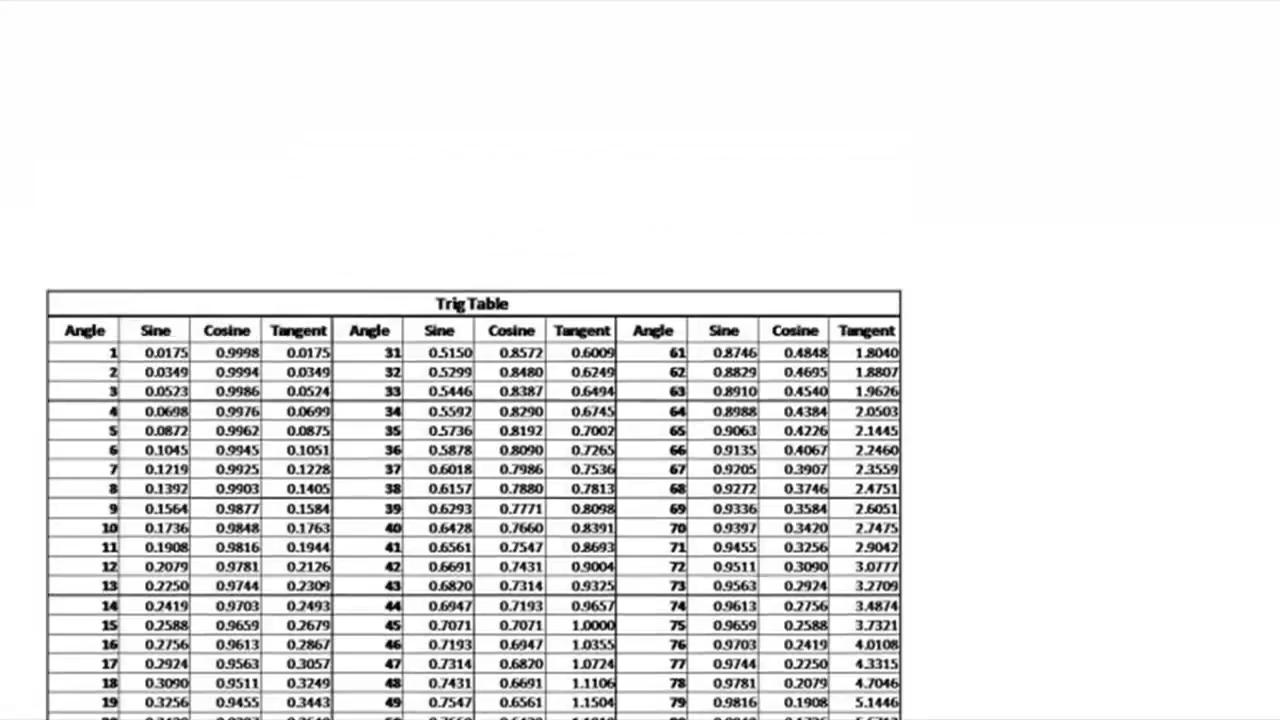 Trig Table
Angle Sine Cosine Tangent Angle Sine Cosine Tangent Angle Sine Cosine Tangent
1 0.0175 0.9998 0.0175 31 0.5150 0.8572 0.6009 61 0.8746 0.4848 1.8040
2 0.0349 0.9994 0.0349 32 0.5299 0.8480 0.6249 62 0.8829 0.4695 1.8807
3 0.0523 0.9986 0.0524 33 0.5446 0.8387 0.6494 63 0.8910 0.4540 1.9626
4 0.0698 0.9976 0.0699 34 0.5592 0.8290 0.6745 64 0.8988 0.4384 2.0503
5 0.0872 0.9962 0.0875 35 0.5736 0.8192 0.7002 65 0.9063 0.4226 2.1445
6 0.1045 0.9945 0.1051 36 0.5878 0.8090 0.7265 66 0.9135 0.4067 2.2460
7 0.1219 0.9925 0.1228 37 0.6018 0.7986 0.7536 67 0.9205 0.3907 2.3559
8 0.1392 0.9903 0.1405 38 0.6157 0.7880 0.7813 68 0.9272 0.3746 2.4751
9 0.1564 0.9877 0.1584 39 0.6293 0.7771 0.8098 69 0.9336 0.3584 2.6051
10 0.1736 0.9848 0.1763 40 0.6428 0.7660 0.8391 70 0.9397 0.3420 2.7475
11 0.1908 0.9816 0.1944 41 0.6561 0.7547 0.8693 71 0.9455 0.3256 2.9042
12 0.2079 0.9781 0.2126 42 0.6691 0.7431 0.9004 72 0.9511 0.3090 3.0777
13 0.2250 0.9744 0.2309 43 0.6820 0.7314 0.9325 73 0.9563 0.2924 3.2709
14 0.2419 0.9703 0.2493 44 0.6947 0.7193 0.9657 74 0.9613 0.2756 3.4874
15 0.2588 0.9659 0.2679 45 0.7071 0.7071 1.0000 75 0.9659 0.2588 3.7321
16 0.2756 0.9613 0.2867 46 0.7193 0.6947 1.0355 76 0.9703 0.2419 4.0108
17 0.2924 0.9563 0.3057 47 0.7314 0.6820 1.0724 77 0.9744 0.2250 4.3315
18 0.3090 0.9511 0.3249 48 0.7431 0.6691 1.1106 78 0.9781 0.2079 4.7046
19 0.3256 0.9455 0.3443 49 0.7547 0.6561 1.1504 79 0.9816 0.1908 5.1446